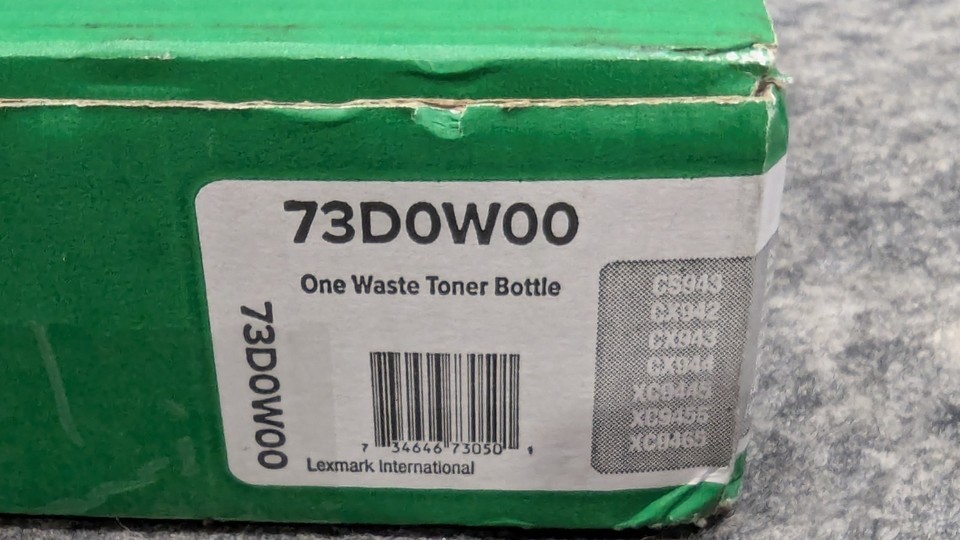 73D0W00
One Waste Toner Bottle
73D0W00
7 34646 73050 1
Lexmark International
CS943
CX942
CX943
CX944
XC9445
XC9455
XC9465